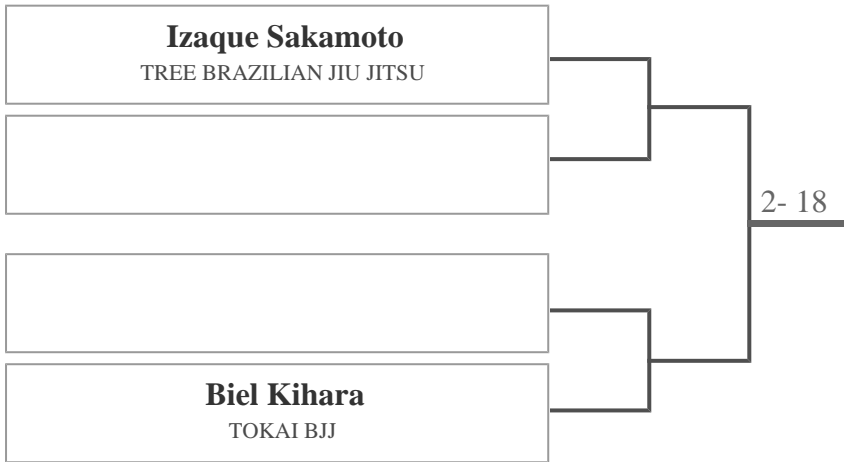 Izaque Sakamoto
TREE BRAZILIAN JIU JITSU
2- 18
Biel Kihara
TOKAI BJJ